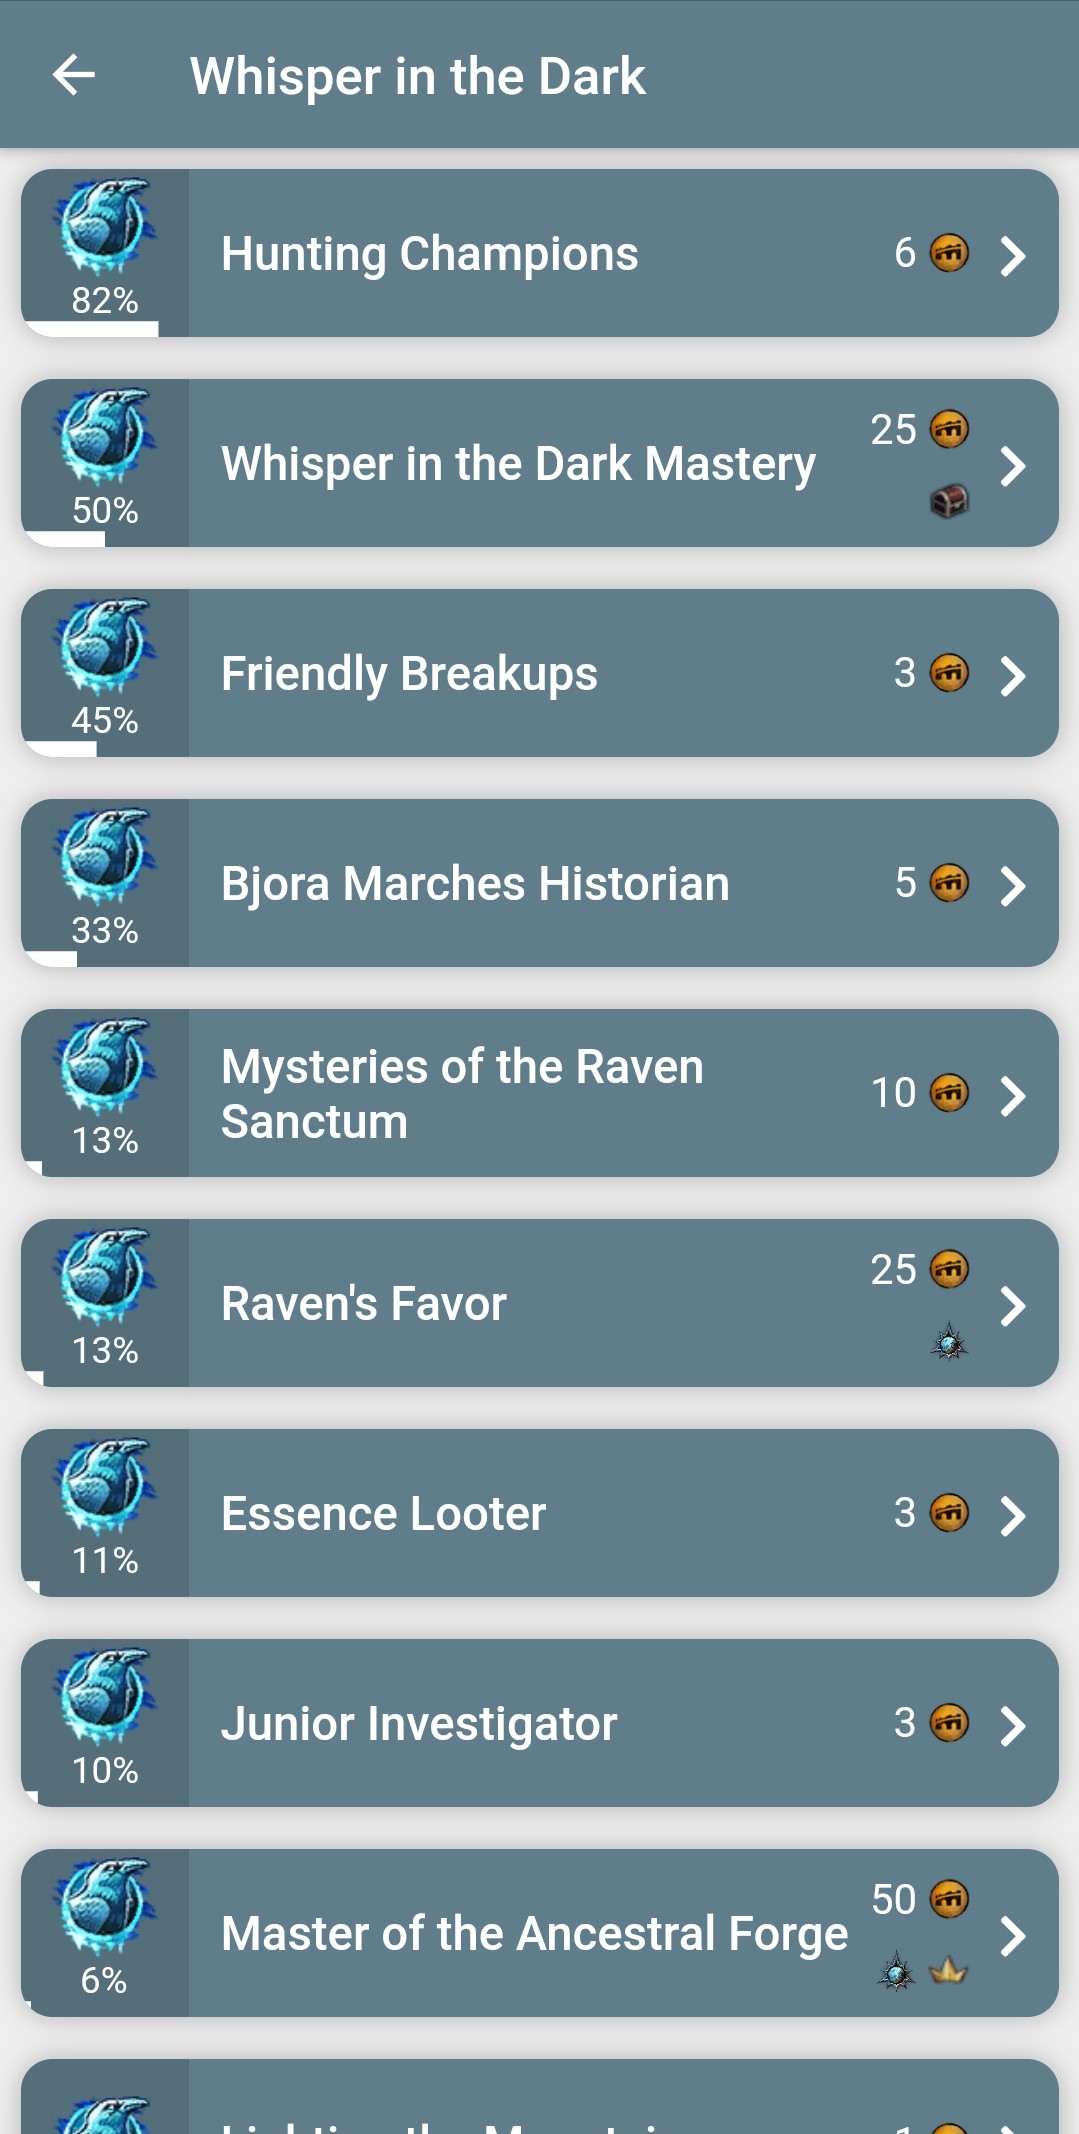 Whisper in the Dark
Hunting Champions
6
82%
Whisper in the Dark Mastery
25
50%
Friendly Breakups
3
45%
Bjora Marches Historian
5
33%
Mysteries of the Raven
Sanctum
10
13%
Raven's Favor
25
13%
Essence Looter
3
11%
Junior Investigator
3
10%
Master of the Ancestral Forge
50
6%